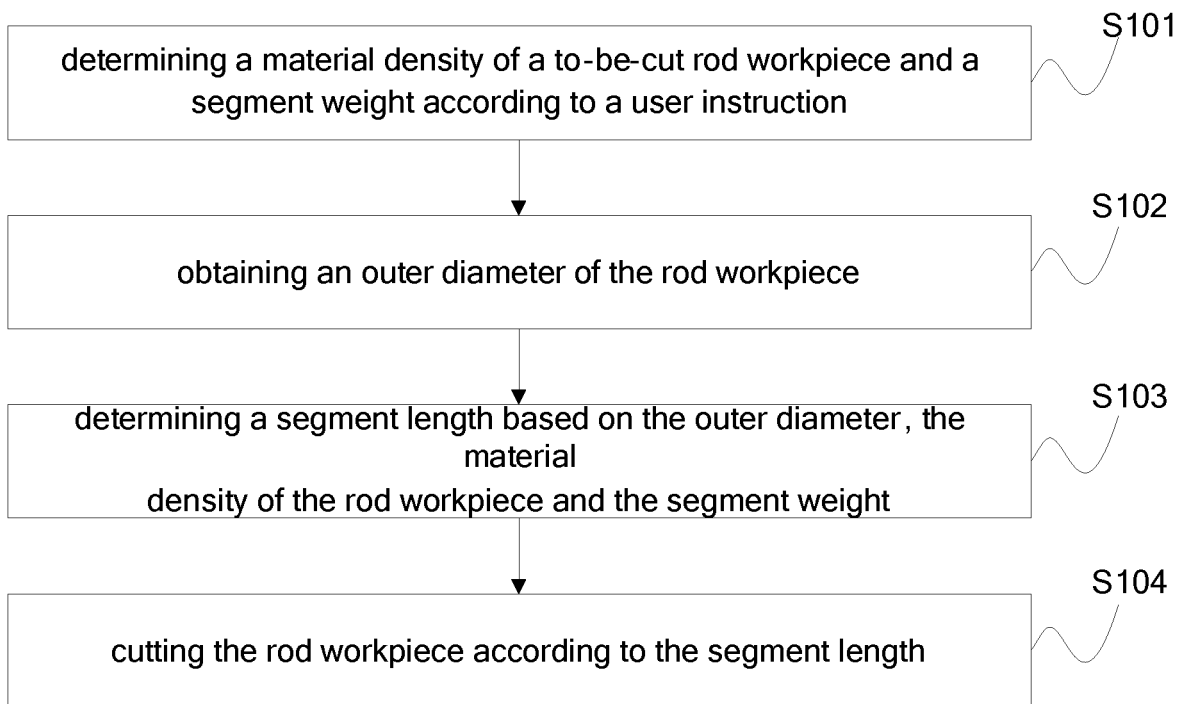 S101
determining a material density of a to-be-cut rod workpiece and a
segment weight according to a user instruction
S102
obtaining an outer diameter of the rod workpiece
S103
determining a segment length based on the outer diameter, the
material
density of the rod workpiece and the segment weight
S104
cutting the rod workpiece according to the segment length